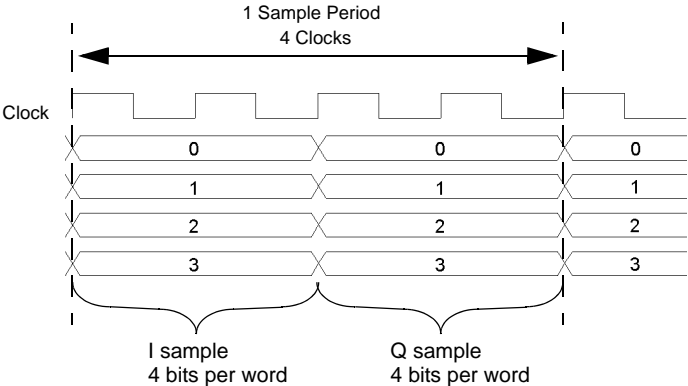 1 Sample Period
4 Clocks
Clock
0 0 0
1 1 1
2 2 2
3 3 3
I sample Q sample
4 bits per word 4 bits per word